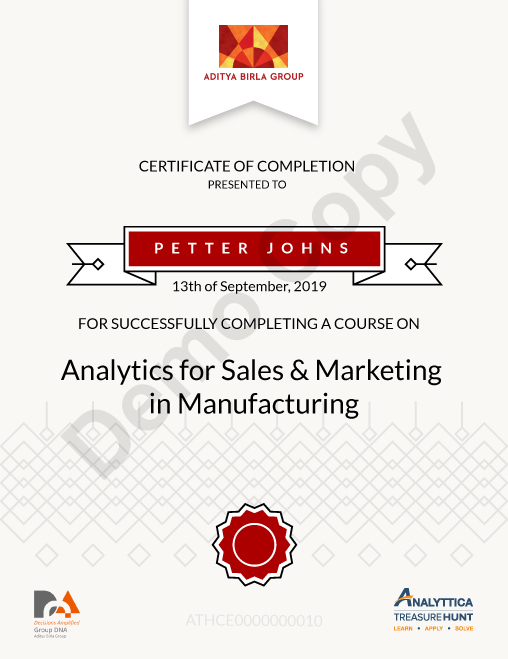 ADITYA BIRLA GROUP
CERTIFICATE OF COMPLETION
PRESENTED TO
PETTER JOHNS
13th of September, 2019
FOR SUCCESSFULLY COMPLETING A COURSE ON
Analytics for Sales & Marketing
in Manufacturing
Demo Copy
DA
Decisions Amplified
Group DNA
Aditya Birla Group
ATHCE0000000010
ANALYTTICA
TREASUREHUNT
LEARN • APPLY • SOLVE